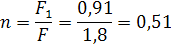 n = F₁/F = 0,91/1,8 = 0,51